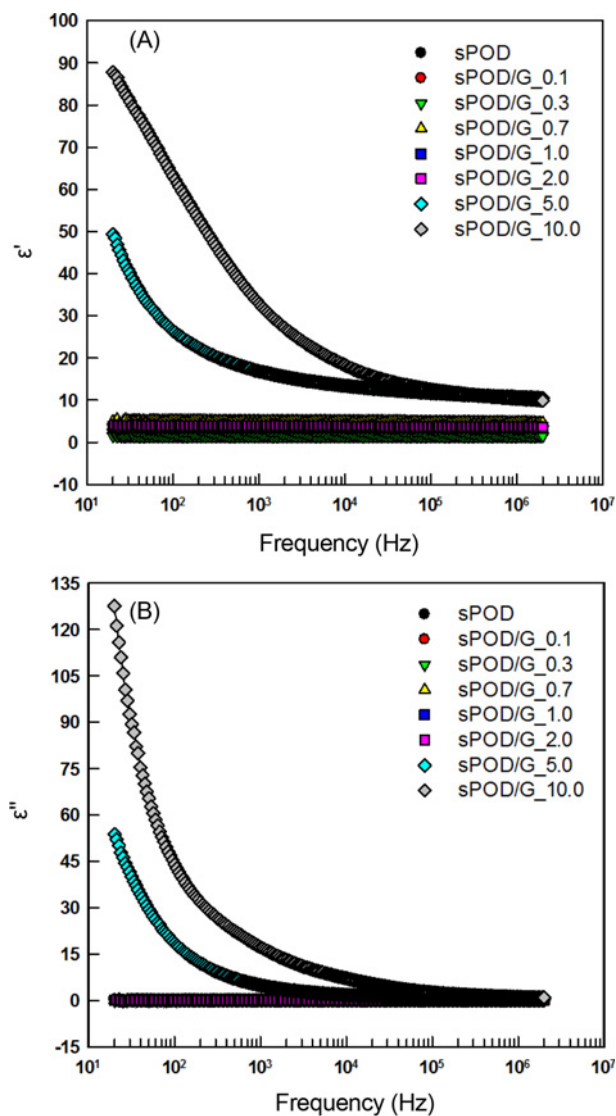 (A)
sPOD
sPOD/G_0.1
sPOD/G_0.3
sPOD/G_0.7
sPOD/G_1.0
sPOD/G_2.0
sPOD/G_5.0
sPOD/G_10.0
100
90
80
70
60
50
40
30
20
10
0
-10
ε'
10¹ 10² 10³ 10⁴ 10⁵ 10⁶ 10⁷
Frequency (Hz)
(B)
sPOD
sPOD/G_0.1
sPOD/G_0.3
sPOD/G_0.7
sPOD/G_1.0
sPOD/G_2.0
sPOD/G_5.0
sPOD/G_10.0
135
120
105
90
75
60
45
30
15
0
-15
ε"
10¹ 10² 10³ 10⁴ 10⁵ 10⁶ 10⁷
Frequency (Hz)